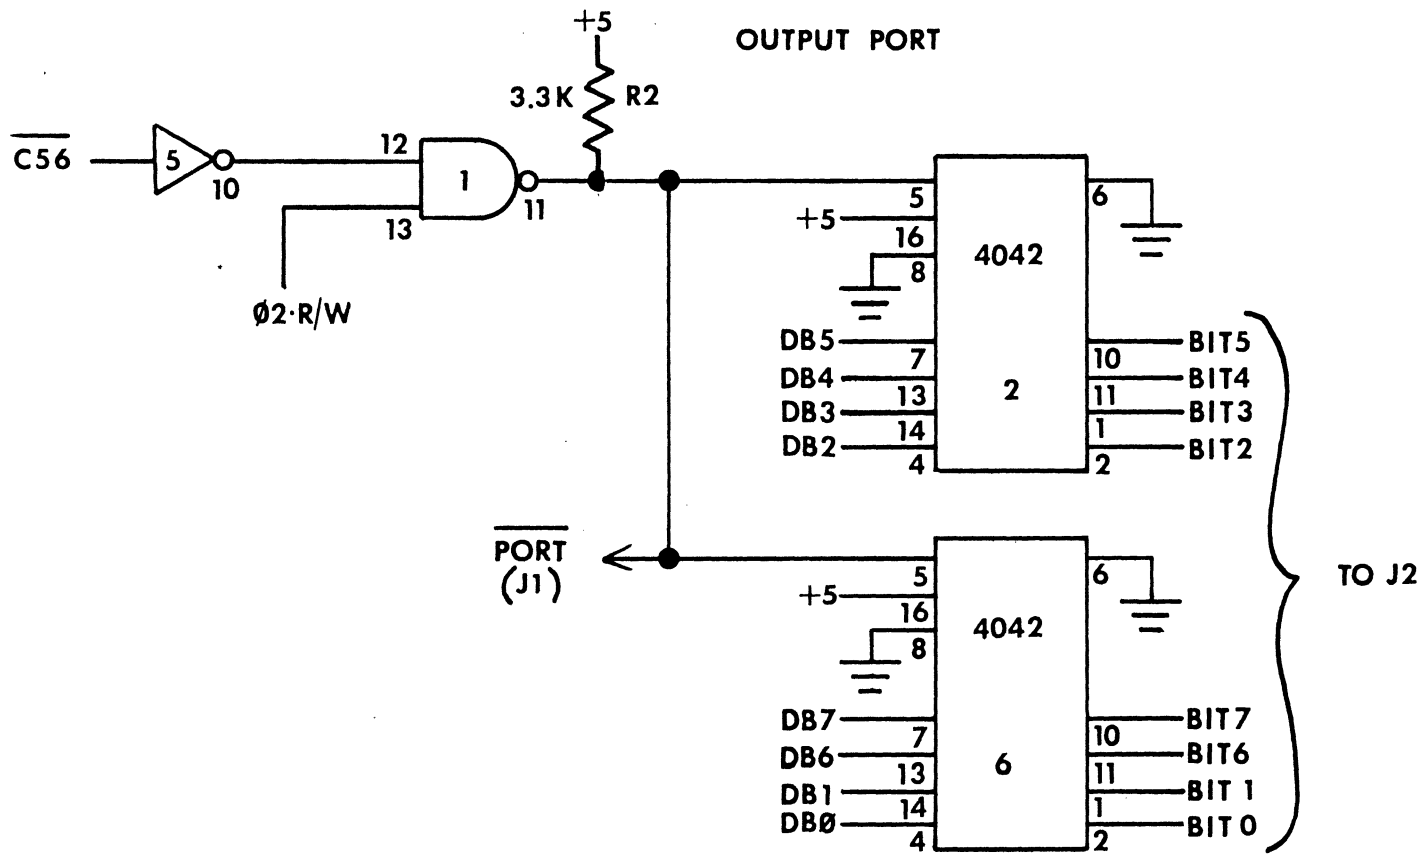 +5
OUTPUT PORT
3.3K R2
C56
5
10
12
13
1
11
Ø2·R/W
5
+5
16
8
4042
6
DB5
7
DB4
13
DB3
14
DB2
4
2
BIT5
10
BIT4
11
BIT3
1
BIT2
2
PORT
(J1)
5
+5
16
8
4042
6
TO J2
DB7
7
DB6
13
DB1
14
DBØ
4
6
BIT7
10
BIT6
11
BIT 1
1
BIT 0
2